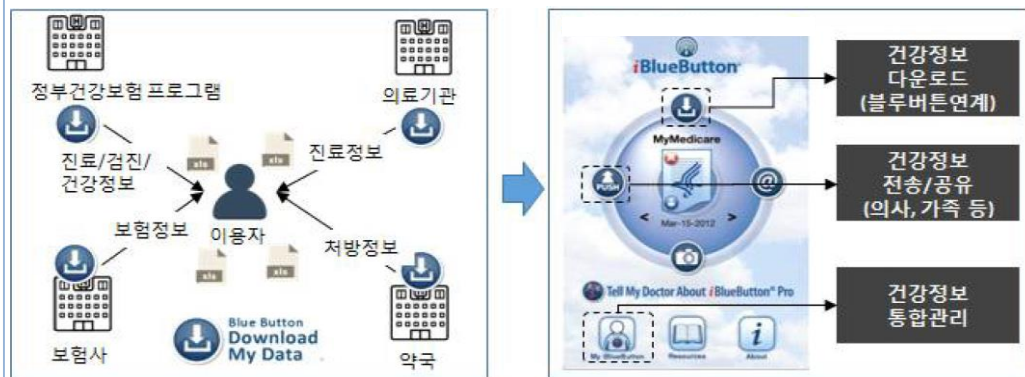 정부건강보험 프로그램
의료기관
진료/검진/
건강정보
진료정보
xls
xls
이용자
보험정보
처방정보
xls
xls
보험사
약국
Blue Button
Download
My Data
iBlueButton
MyMedicare
PUSH
@
< Mar-15-2012 >
Tell My Doctor About iBlueButton® Pro
My BlueButton
Resources
About
건강정보
다운로드
(블루버튼연계)
건강정보
전송/공유
(의사, 가족 등)
건강정보
통합관리